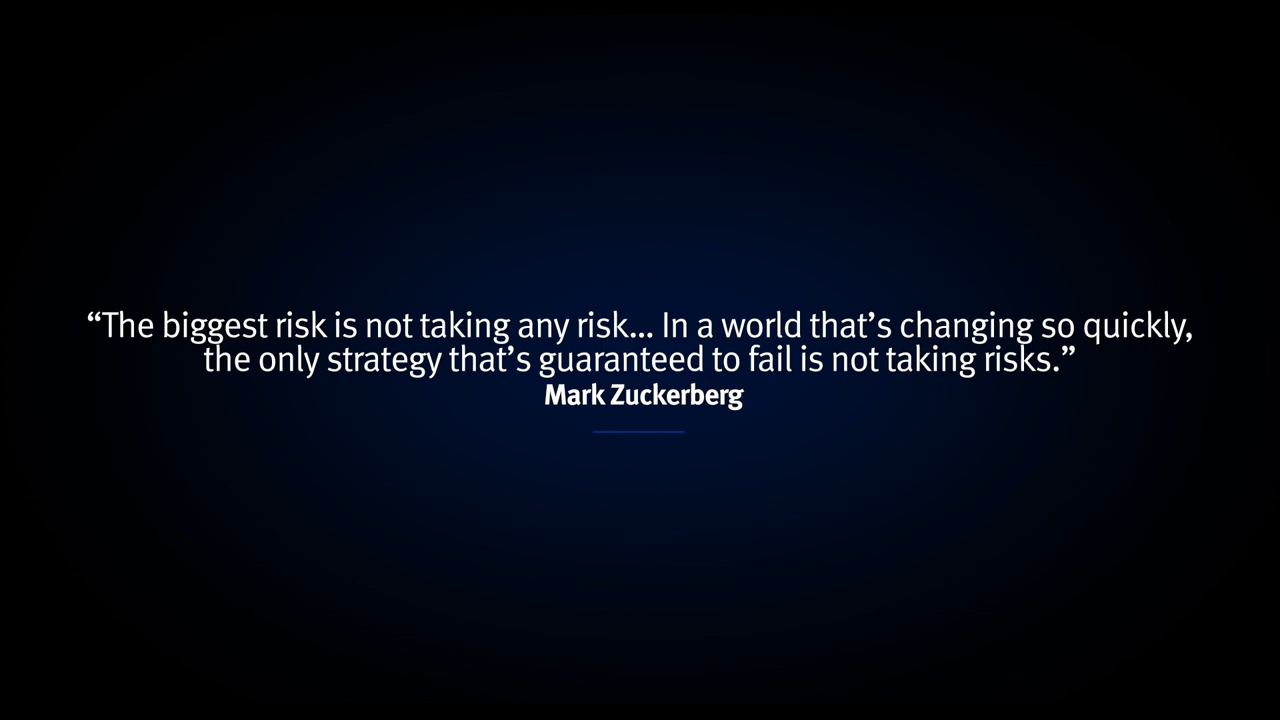 “The biggest risk is not taking any risk... In a world that’s changing so quickly,
the only strategy that’s guaranteed to fail is not taking risks.”
Mark Zuckerberg